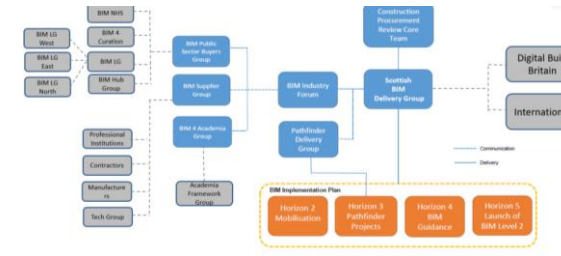 BIM NHS
BIM 4
Curation
BIM LG
BIM Hub
Group
BIM LG
West
BIM LG
East
BIM LG
North
BIM Public
Sector Buyers
Group
BIM Supplier
Group
BIM 4 Academia
Group
Professional
Institutions
Contractors
Manufacture
rs
Tech Group
Academia
Framework
Group
BIM Industry
Forum
Pathfinder
Delivery
Group
Construction
Procurement
Review Core
Team
Scottish
BIM
Delivery Group
Digital Buil
Britain
Internation
Communication
Delivery
BIM Implementation Plan
Horizon 2
Mobilisation
Horizon 3
Pathfinder
Projects
Horizon 4
BIM
Guidance
Horizon 5
Launch of
BIM Level 2